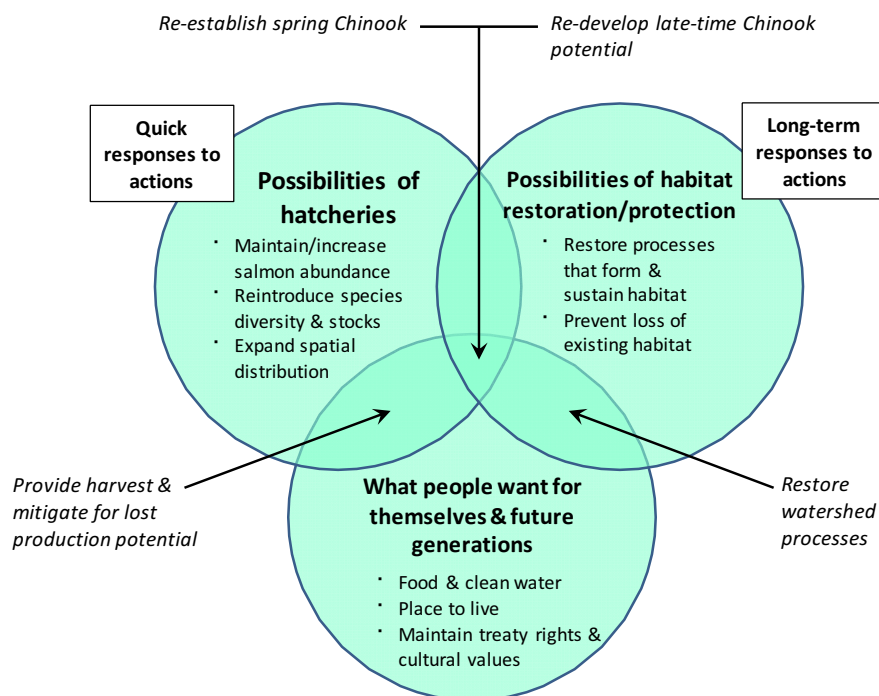 Re-establish spring Chinook
Re-develop late-time Chinook
potential
Quick
responses to
actions
Long-term
responses to
actions
Possibilities of
hatcheries
· Maintain/increase
salmon abundance
· Reintroduce species
diversity & stocks
· Expand spatial
distribution
Possibilities of habitat
restoration/protection
· Restore processes
that form &
sustain habitat
· Prevent loss of
existing habitat
Provide harvest &
mitigate for lost
production potential
What people want for
themselves & future
generations
· Food & clean water
· Place to live
· Maintain treaty rights &
cultural values
Restore
watershed
processes